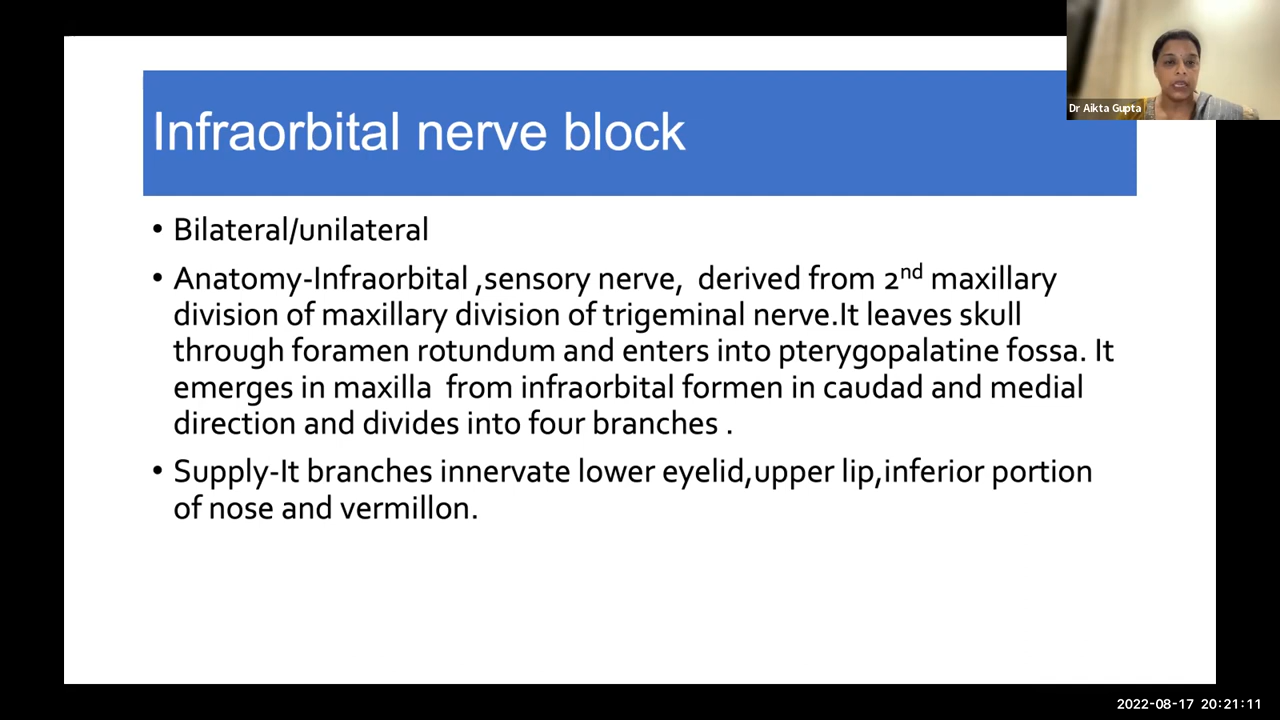 Dr Aikta Gupta
Infraorbital nerve block
• Bilateral/unilateral
• Anatomy-Infraorbital ,sensory nerve, derived from 2nd maxillary
division of maxillary division of trigeminal nerve.It leaves skull
through foramen rotundum and enters into pterygopalatine fossa. It
emerges in maxilla from infraorbital formen in caudad and medial
direction and divides into four branches .
• Supply-It branches innervate lower eyelid,upper lip,inferior portion
of nose and vermillon.
2022-08-17 20:21:11